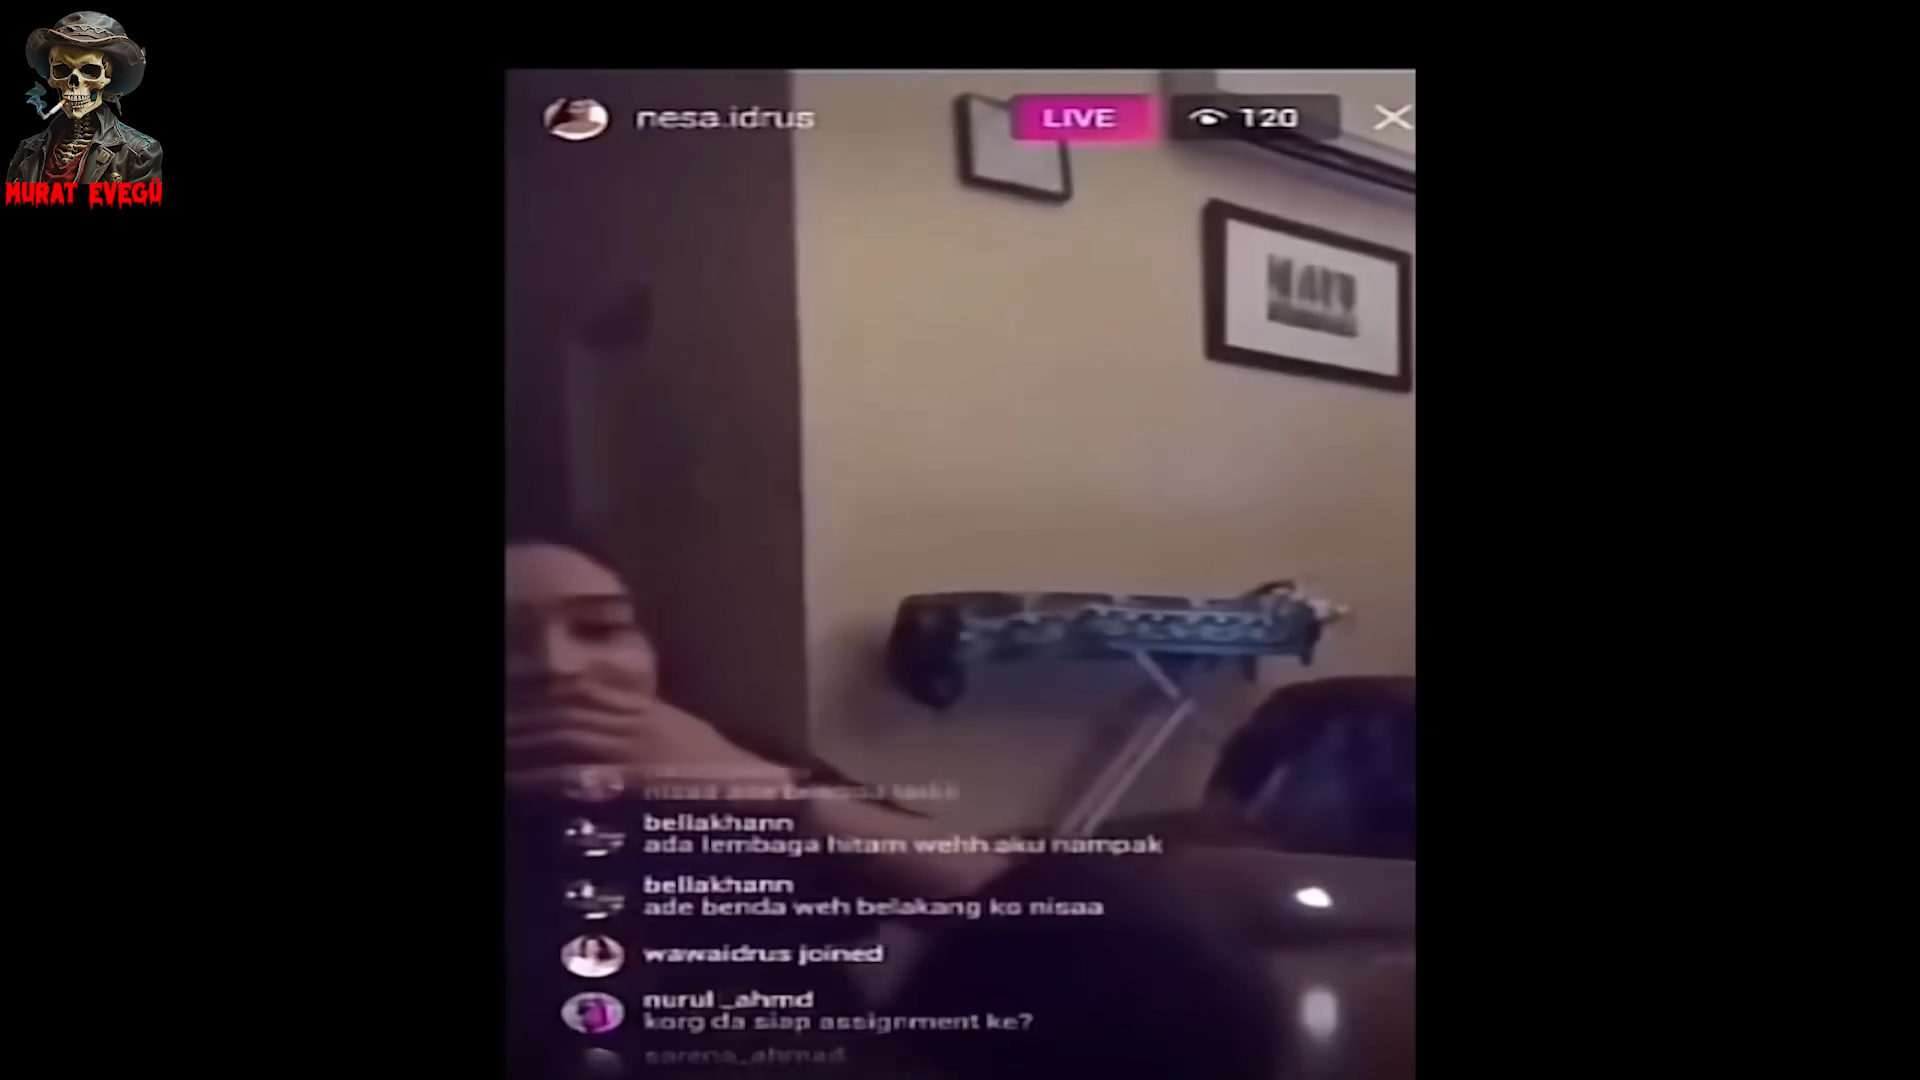 nesa.idrus
LIVE
120
MURAT EVEGÜ
bellakhann
ada lembaga hitam wehh aku nampak
bellakhann
ade benda weh belakang ko nisaa
wawaidrus joined
nurul_ahmd
korg da siap assignment ke?
sarena_ahmad